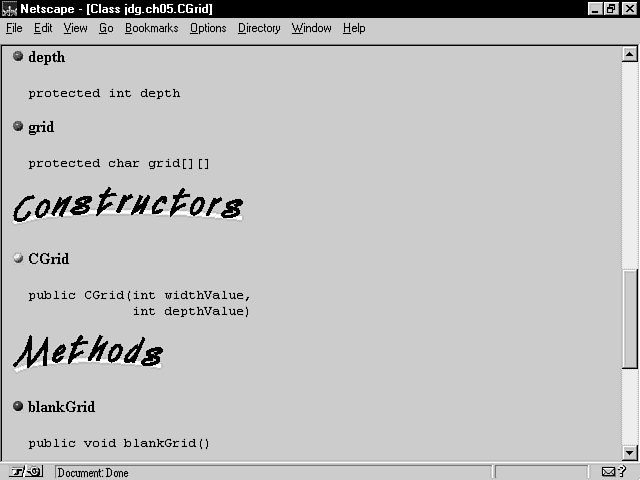 Netscape - [Class jdg.ch05.CGrid]
File Edit View Go Bookmarks Options Directory Window Help
depth
protected int depth
grid
protected char grid[][]
Constructors
CGrid
public CGrid(int widthValue,
int depthValue)
Methods
blankGrid
public void blankGrid()
Document: Done
?